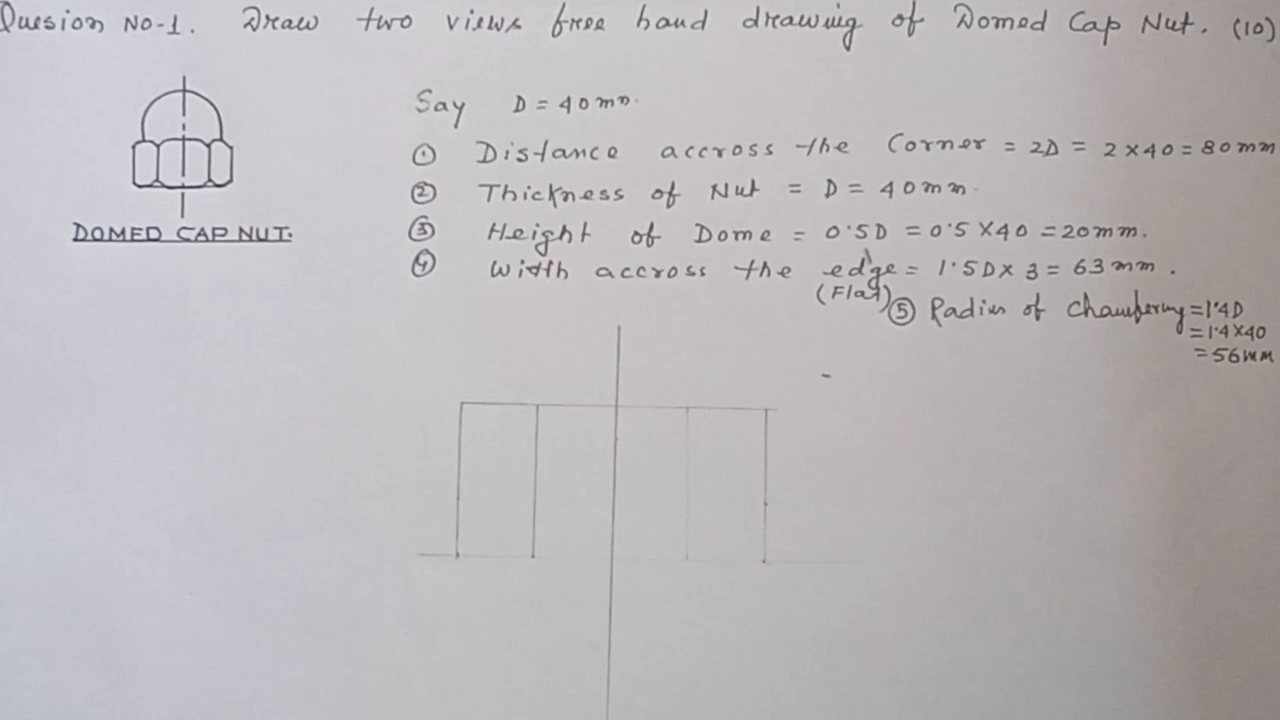 Quesion No-1. Draw two views free hand drawing of Domed Cap Nut. (10)
Say D = 40mm.
① Distance accross the Corner = 2D = 2×40 = 80mm
② Thickness of Nut = D = 40mm.
③ Height of Dome = 0.5D = 0.5×40 = 20mm.
④ Width accross the edge = 1.5D×3 = 63mm.
(Flat)
⑤ Radius of Chamfering = 1.4D
= 1.4×40
= 56mm
DOMED CAP NUT.